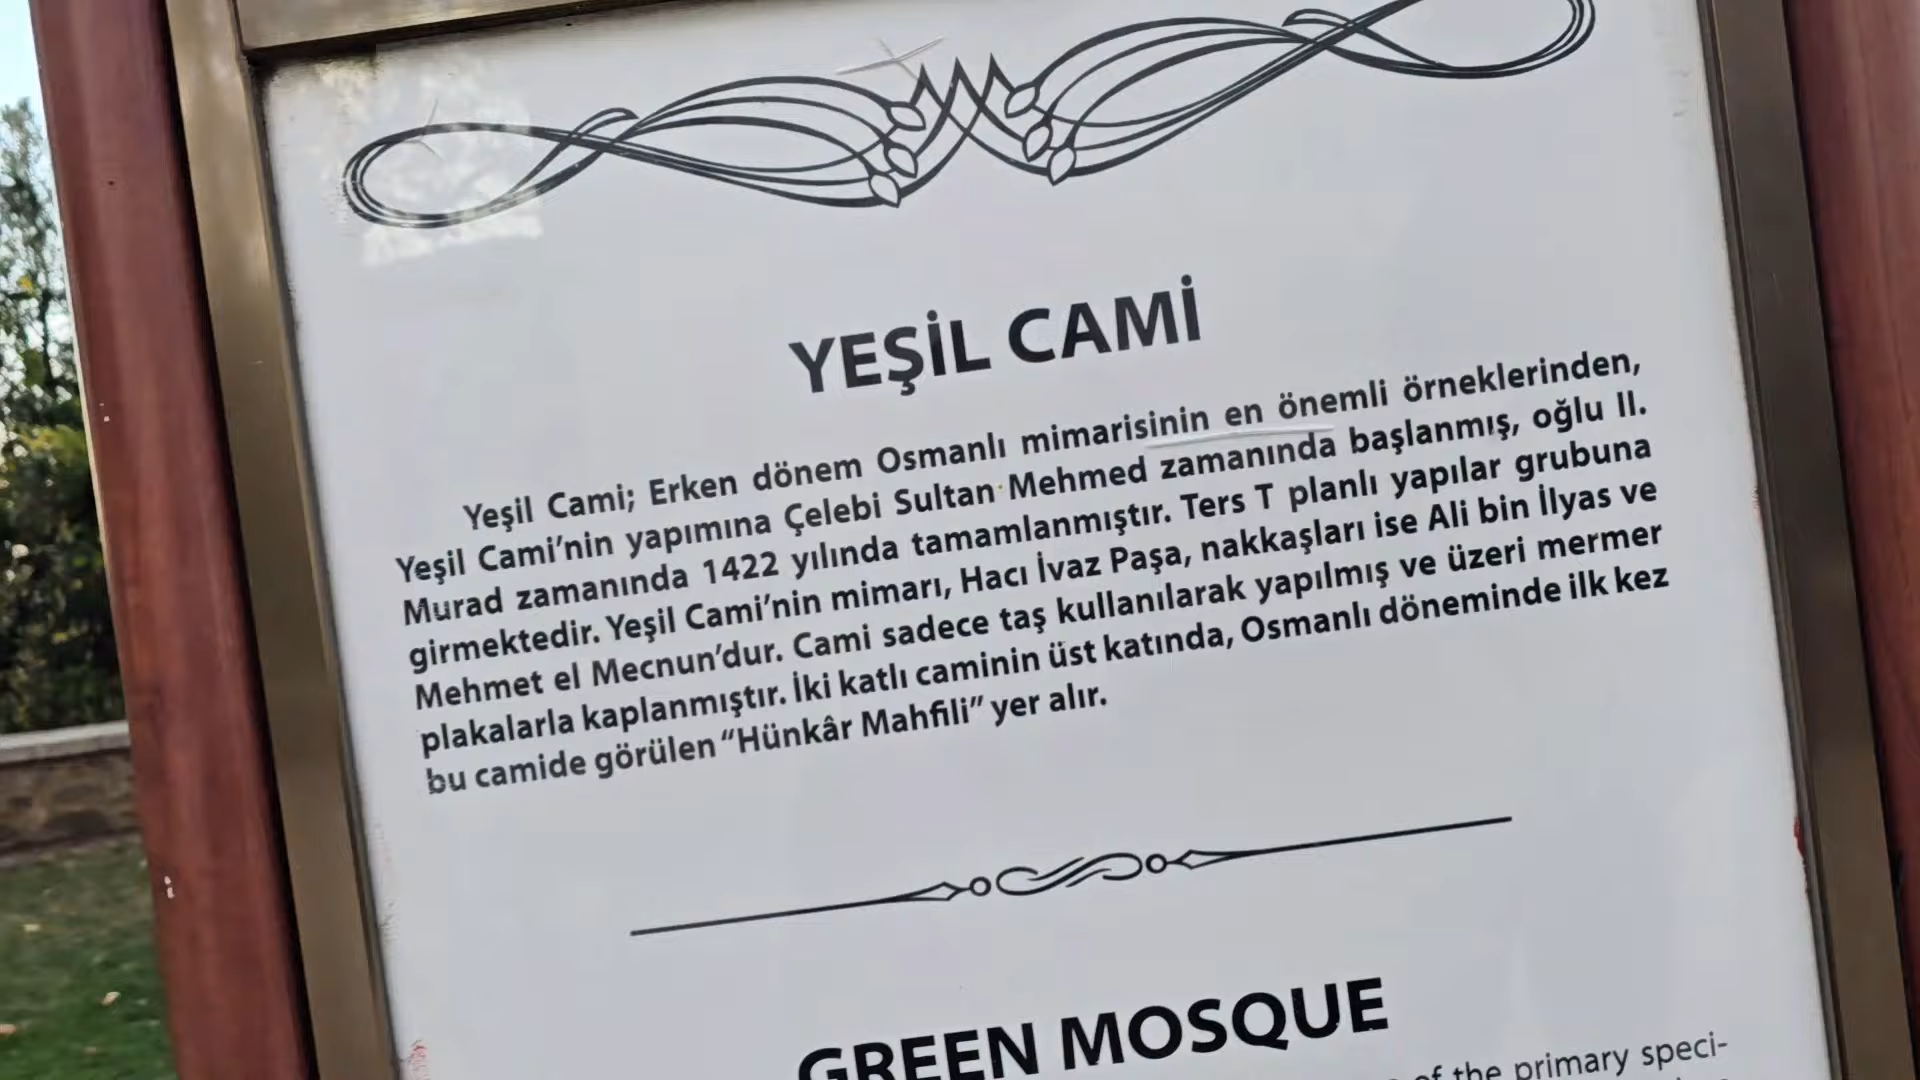 YEŞİL CAMİ
Yeşil Cami; Erken dönem Osmanlı mimarisinin en önemli örneklerinden,
Yeşil Cami’nin yapımına Çelebi Sultan Mehmed zamanında başlanmış, oğlu II.
Murad zamanında 1422 yılında tamamlanmıştır. Ters T planlı yapılar grubuna
girmektedir. Yeşil Cami’nin mimarı, Hacı İvaz Paşa, nakkaşları ise Ali bin İlyas ve
Mehmet el Mecnun’dur. Cami sadece taş kullanılarak yapılmış ve üzeri mermer
plakalarla kaplanmıştır. İki katlı caminin üst katında, Osmanlı döneminde ilk kez
bu camide görülen “Hünkâr Mahfili” yer alır.
GREEN MOSQUE
of the primary speci-